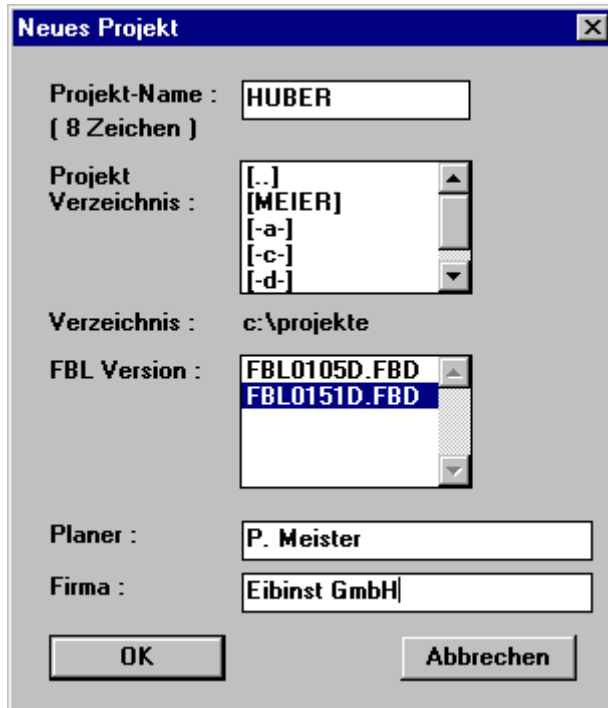 Neues Projekt
Projekt-Name : HUBER
( 8 Zeichen )
Projekt
Verzeichnis :
[..]
[MEIER]
[-a-]
[-c-]
[-d-]
Verzeichnis : c:\projekte
FBL Version : FBL0105D.FBD
FBL0151D.FBD
Planer : P. Meister
Firma : Eibinst GmbH
OK Abbrechen